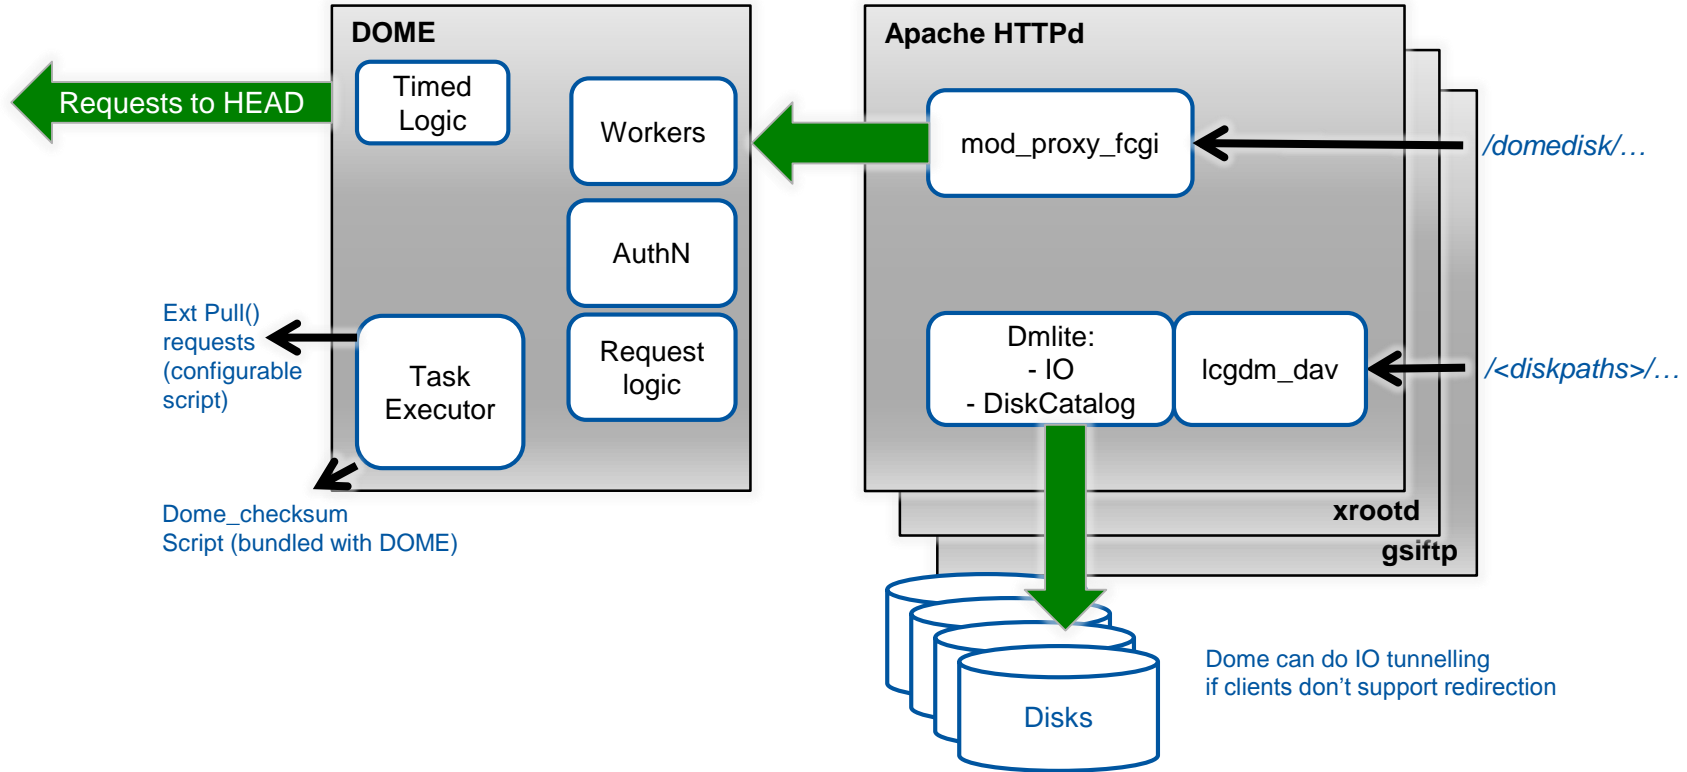 DOME
Apache HTTPd
Requests to HEAD
Timed
Logic
Workers
mod_proxy_fcgi
/domedisk/…
AuthN
Ext Pull()
requests
(configurable
script)
Task
Executor
Request
logic
Dmlite:
- IO
- DiskCatalog
lcgdm_dav
/<diskpaths>/…
Dome_checksum
Script (bundled with DOME)
xrootd
gsiftp
Disks
Dome can do IO tunnelling
if clients don’t support redirection